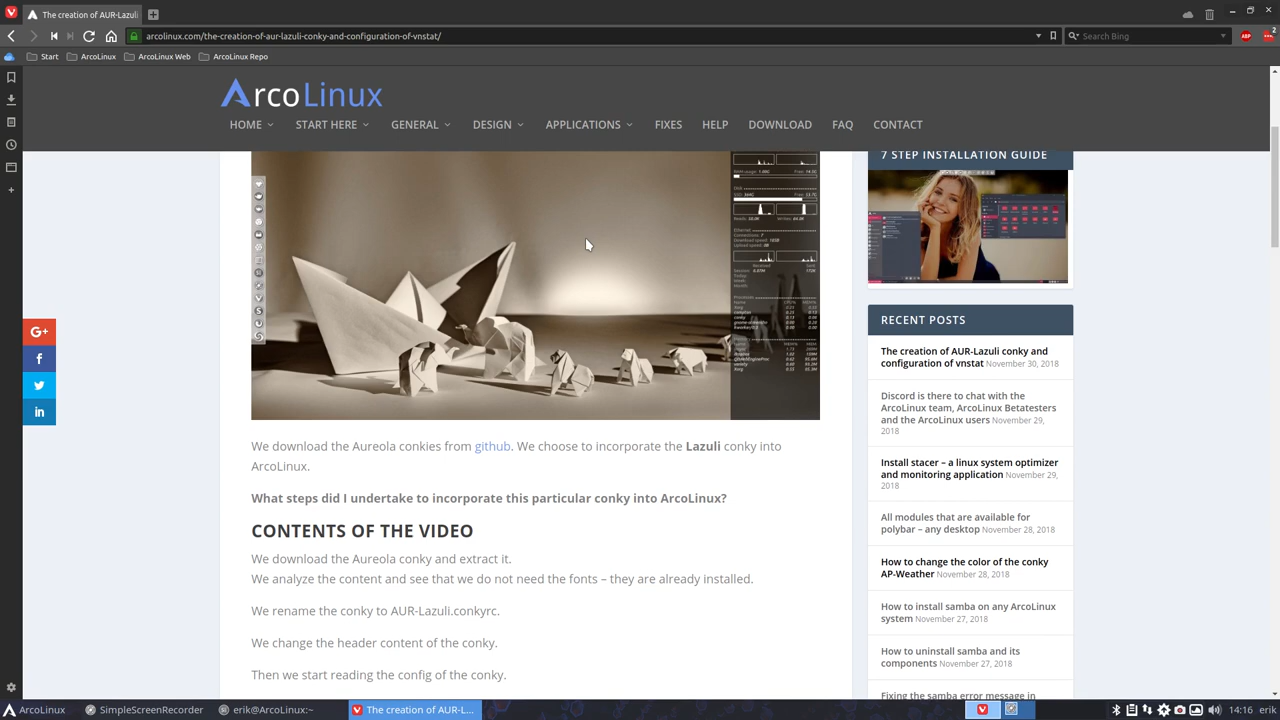 The creation of AUR-Lazuli
arcolinux.com/the-creation-of-aur-lazuli-conky-and-configuration-of-vnstat/
Search Bing
ABP
2
Start
ArcoLinux
ArcoLinux Web
ArcoLinux Repo
ArcoLinux
HOME
START HERE
GENERAL
DESIGN
APPLICATIONS
FIXES
HELP
DOWNLOAD
FAQ
CONTACT
G+
f
in
We download the Aureola conkies from github. We choose to incorporate the Lazuli conky into
ArcoLinux.
What steps did I undertake to incorporate this particular conky into ArcoLinux?
CONTENTS OF THE VIDEO
We download the Aureola conky and extract it.
We analyze the content and see that we do not need the fonts – they are already installed.
We rename the conky to AUR-Lazuli.conkyrc.
We change the header content of the conky.
Then we start reading the config of the conky.
7 STEP INSTALLATION GUIDE
RECENT POSTS
The creation of AUR-Lazuli conky and
configuration of vnstat November 30, 2018
Discord is there to chat with the
ArcoLinux team, ArcoLinux Betatesters
and the ArcoLinux users November 29,
2018
Install stacer – a linux system optimizer
and monitoring application November 29,
2018
All modules that are available for
polybar – any desktop November 28, 2018
How to change the color of the conky
AP-Weather November 28, 2018
How to install samba on any ArcoLinux
system November 27, 2018
How to uninstall samba and its
components November 27, 2018
Fixing the samba error message in
ArcoLinux
SimpleScreenRecorder
erik@ArcoLinux:~
The creation of AUR-L...
14:16
erik